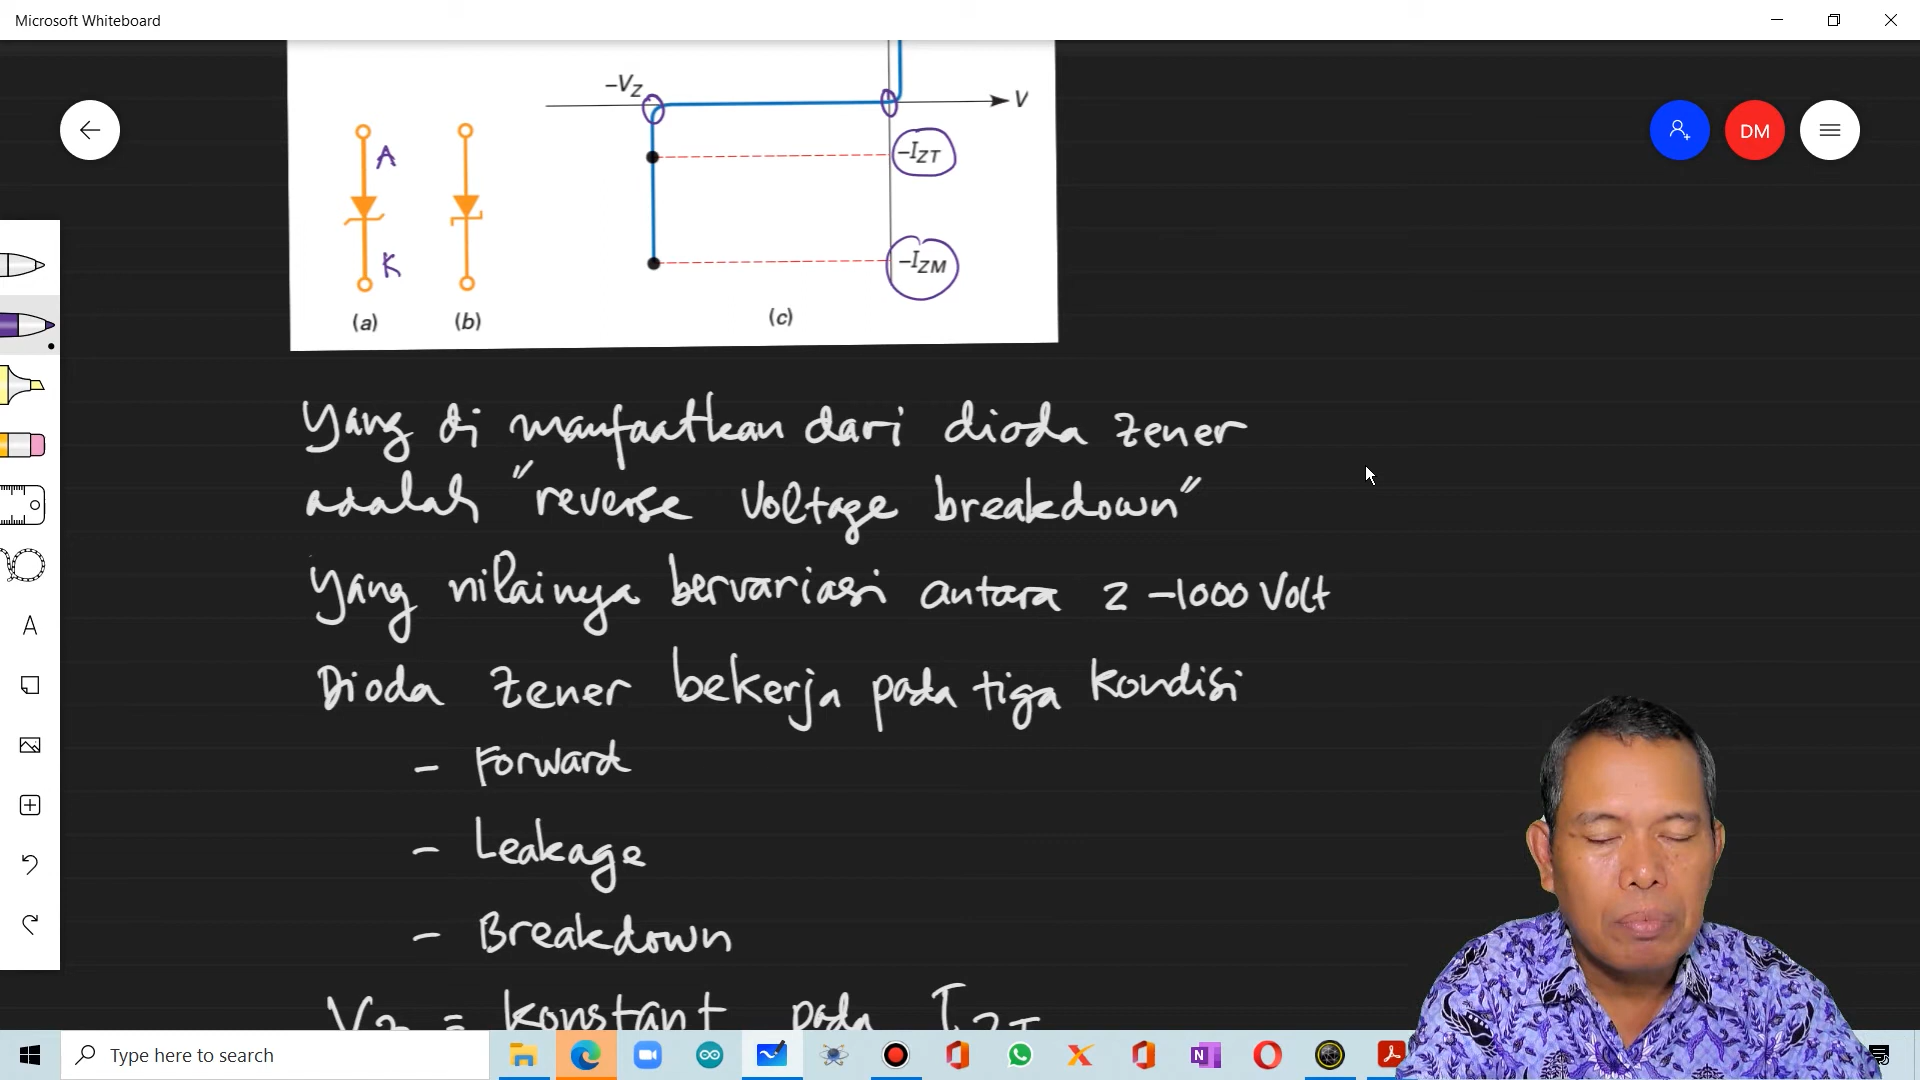 Microsoft Whiteboard
-VZ
V
A
-IZT
K
-IZM
(a)
(b)
(c)
DM
A
Yang di manfaatkan dari dioda zener
adalah "reverse voltage breakdown"
Yang nilainya bervariasi antara 2 - 1000 Volt
Dioda zener bekerja pada tiga kondisi
- Forward
- Leakage
- Breakdown
Vz = konstant pada IZT
Type here to search